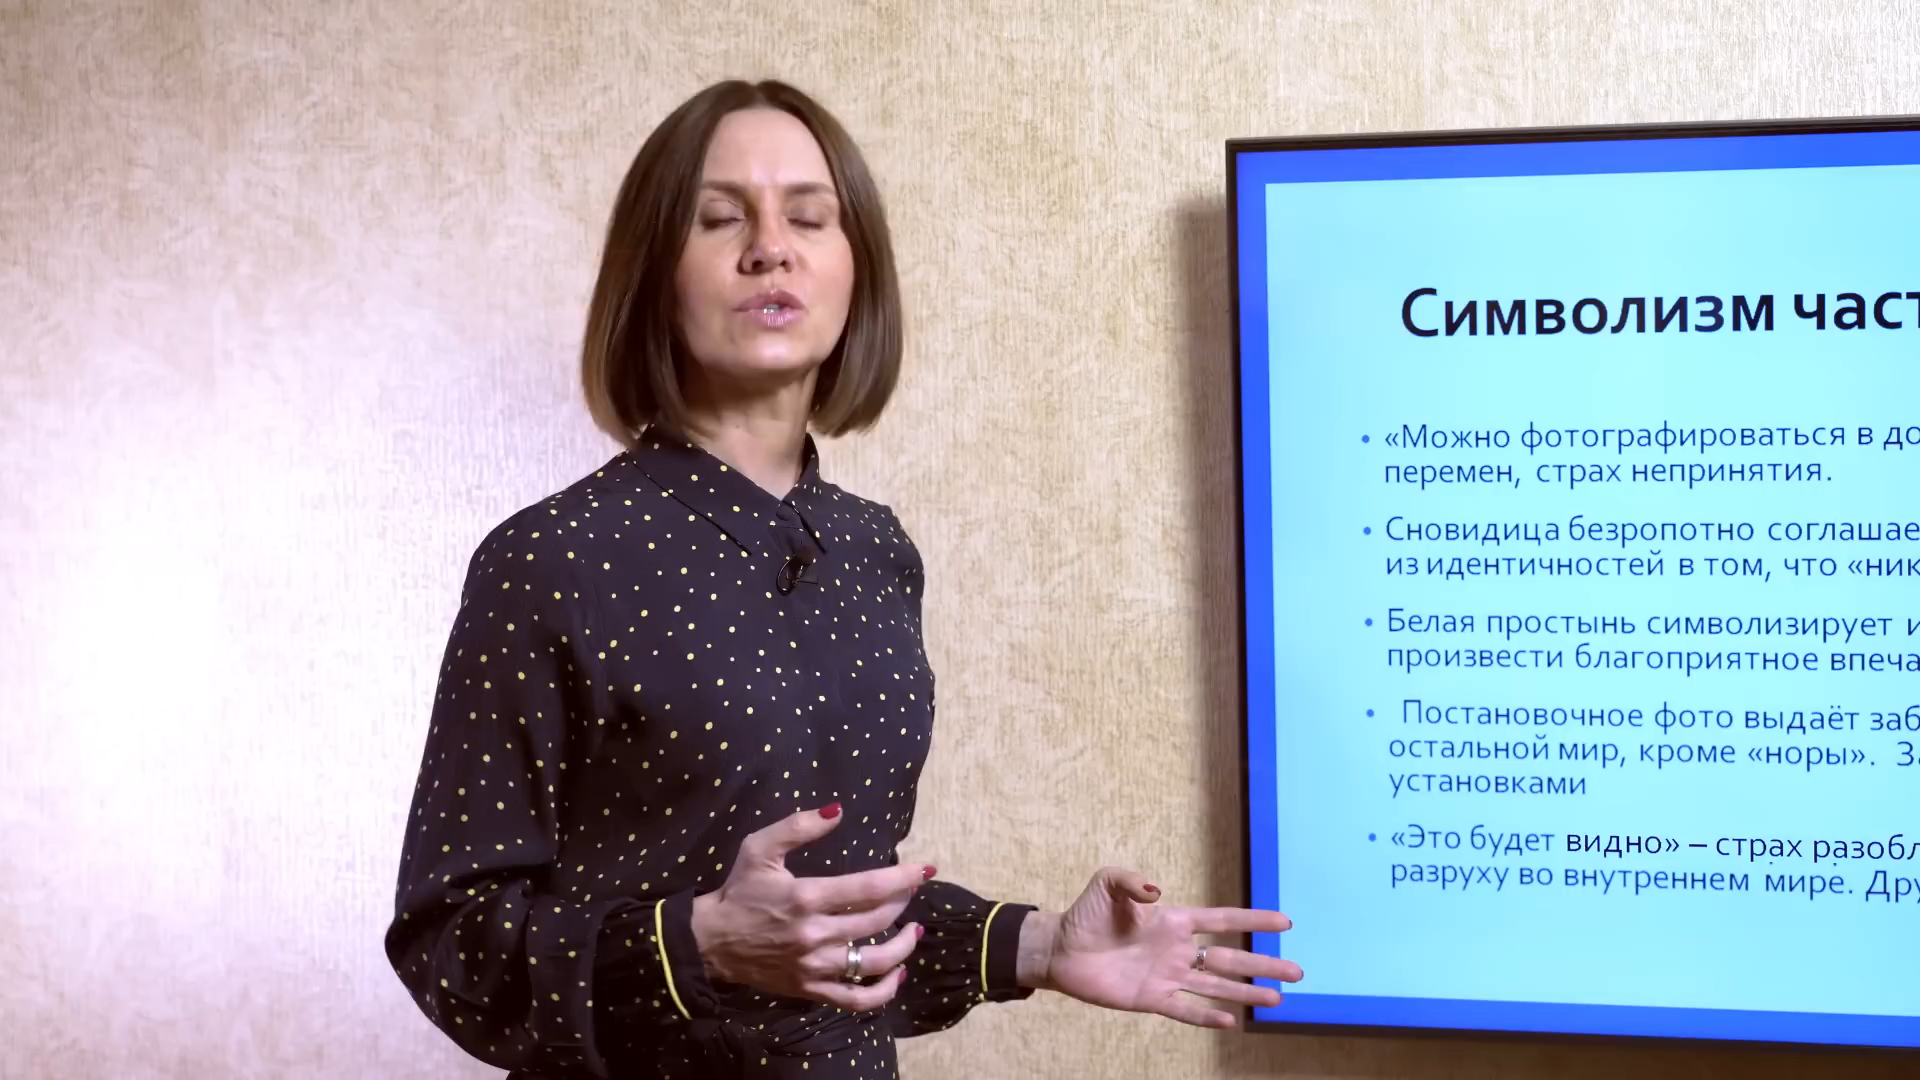 Символизм част
• «Можно фотографироваться в до
перемен, страх непринятия.
• Сновидица безропотно соглашае
из идентичностей в том, что «ник
• Белая простынь символизирует и
произвести благоприятное впеча
• Постановочное фото выдаёт заб
остальной мир, кроме «норы». За
установками
• «Это будет видно» – страх разобл
разруху во внутреннем мире. Дру